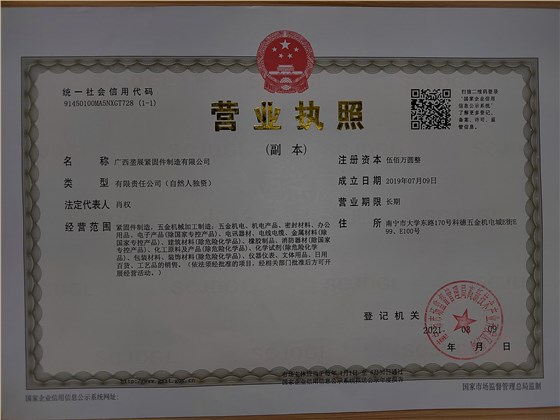 统一社会信用代码
91450100MA5NXGT728 (1-1)
扫描二维码登录
“国家企业信用
信息公示系统”
了解更多登记、
备案、许可、监
管信息。
营业执照
(副 本)
名称 广西晟展紧固件制造有限公司
类型 有限责任公司(自然人独资)
法定代表人 肖权
经营范围 紧固件制造,五金机械加工制造;五金机电、机电产品、密封材料、办公
用品、电子产品(除国家专控产品)、电讯器材、电线电缆、金属材料(除
国家专控产品)、建筑材料(除危险化学品)、橡胶制品、消防器材(除国
家专控产品)、化工原料及产品(除危险化学品)、化学试剂(除危险化学
品)、包装材料、装饰材料(除危险化学品)、仪器仪表、文体用品、日用
百货、工艺品的销售。(依法须经批准的项目,经相关部门批准后方可开
展经营活动。)
注册资本 伍佰万圆整
成立日期 2019年07月09日
营业期限 长期
住所 南宁市大学东路170号科德五金机电城E栋E
99、E100号
登记机关
2021 08 09
年 月 日
国家企业信用信息公示系统网址:
国家市场监督管理总局监制